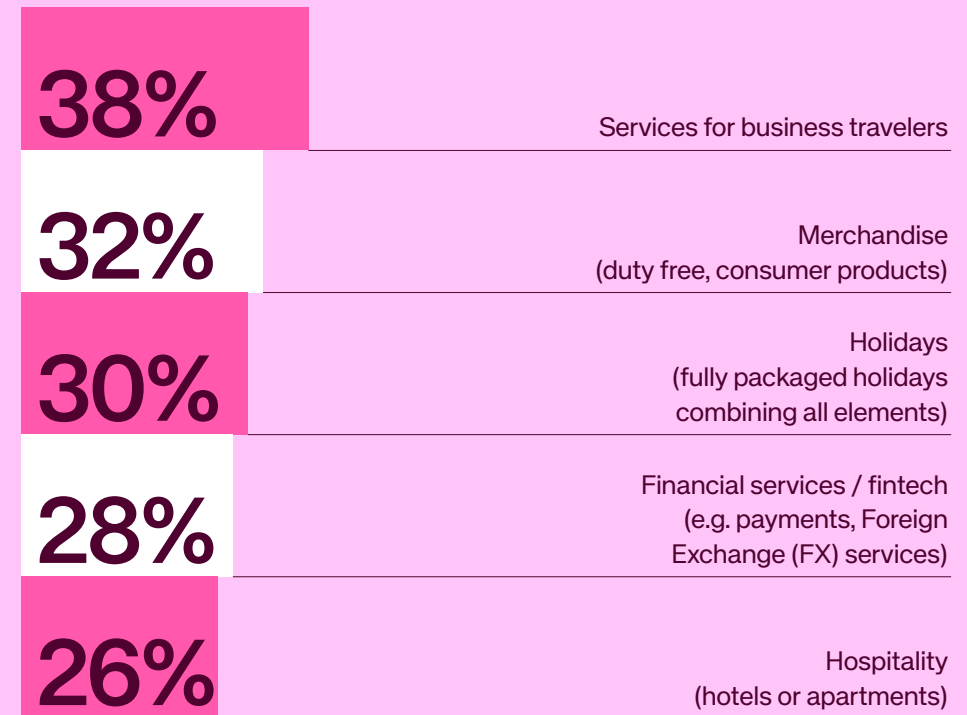 38%
Services for business travelers
32%
Merchandise
(duty free, consumer products)
30%
Holidays
(fully packaged holidays
combining all elements)
28%
Financial services / fintech
(e.g. payments, Foreign
Exchange (FX) services)
26%
Hospitality
(hotels or apartments)